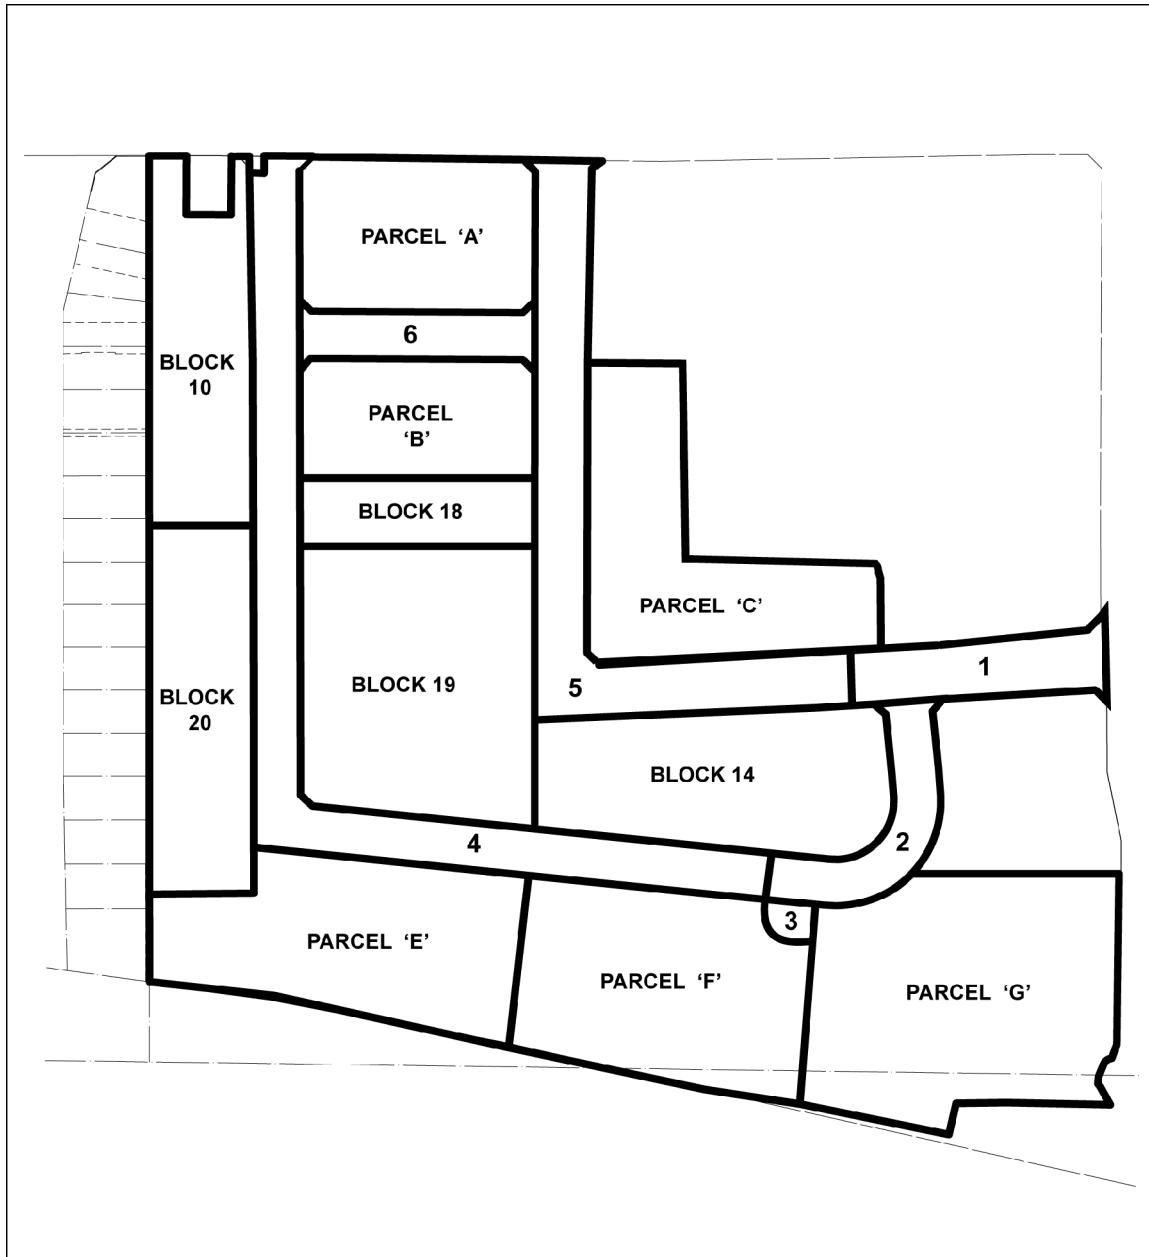 PARCEL ‘A’
6
BLOCK
10
PARCEL
‘B’
BLOCK 18
PARCEL ‘C’
1
BLOCK 19
5
BLOCK
20
BLOCK 14
4
2
3
PARCEL ‘E’
PARCEL ‘F’
PARCEL ‘G’